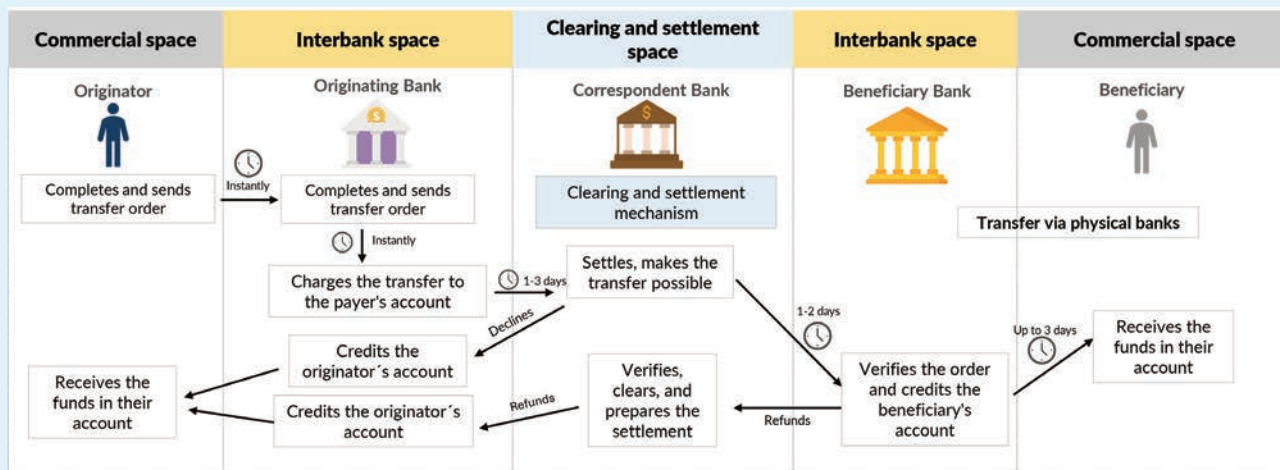 Commercial space
Interbank space
Clearing and settlement
space
Interbank space
Commercial space
Originator
Originating Bank
Correspondent Bank
Beneficiary Bank
Beneficiary
Completes and sends
transfer order
Instantly
Completes and sends
transfer order
Clearing and settlement
mechanism
Transfer via physical banks
Instantly
Charges the transfer to
the payer's account
1-3 days
Settles, makes the
transfer possible
Declines
1-2 days
Up to 3 days
Receives the
funds in their
account
Credits the
originator´s account
Receives the
funds in their
account
Credits the originator´s
account
Refunds
Verifies,
clears, and
prepares the
settlement
Refunds
Verifies the order
and credits the
beneficiary's
account